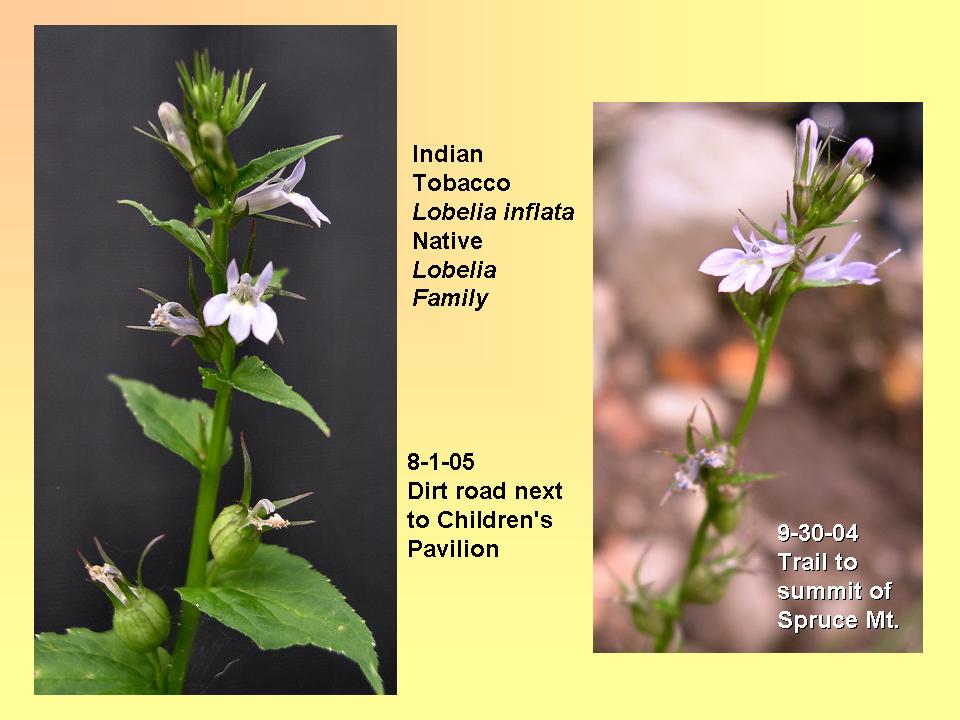 Indian
Tobacco
Lobelia inflata
Native
Lobelia
Family
8-1-05
Dirt road next
to Children's
Pavilion
9-30-04
Trail to
summit of
Spruce Mt.